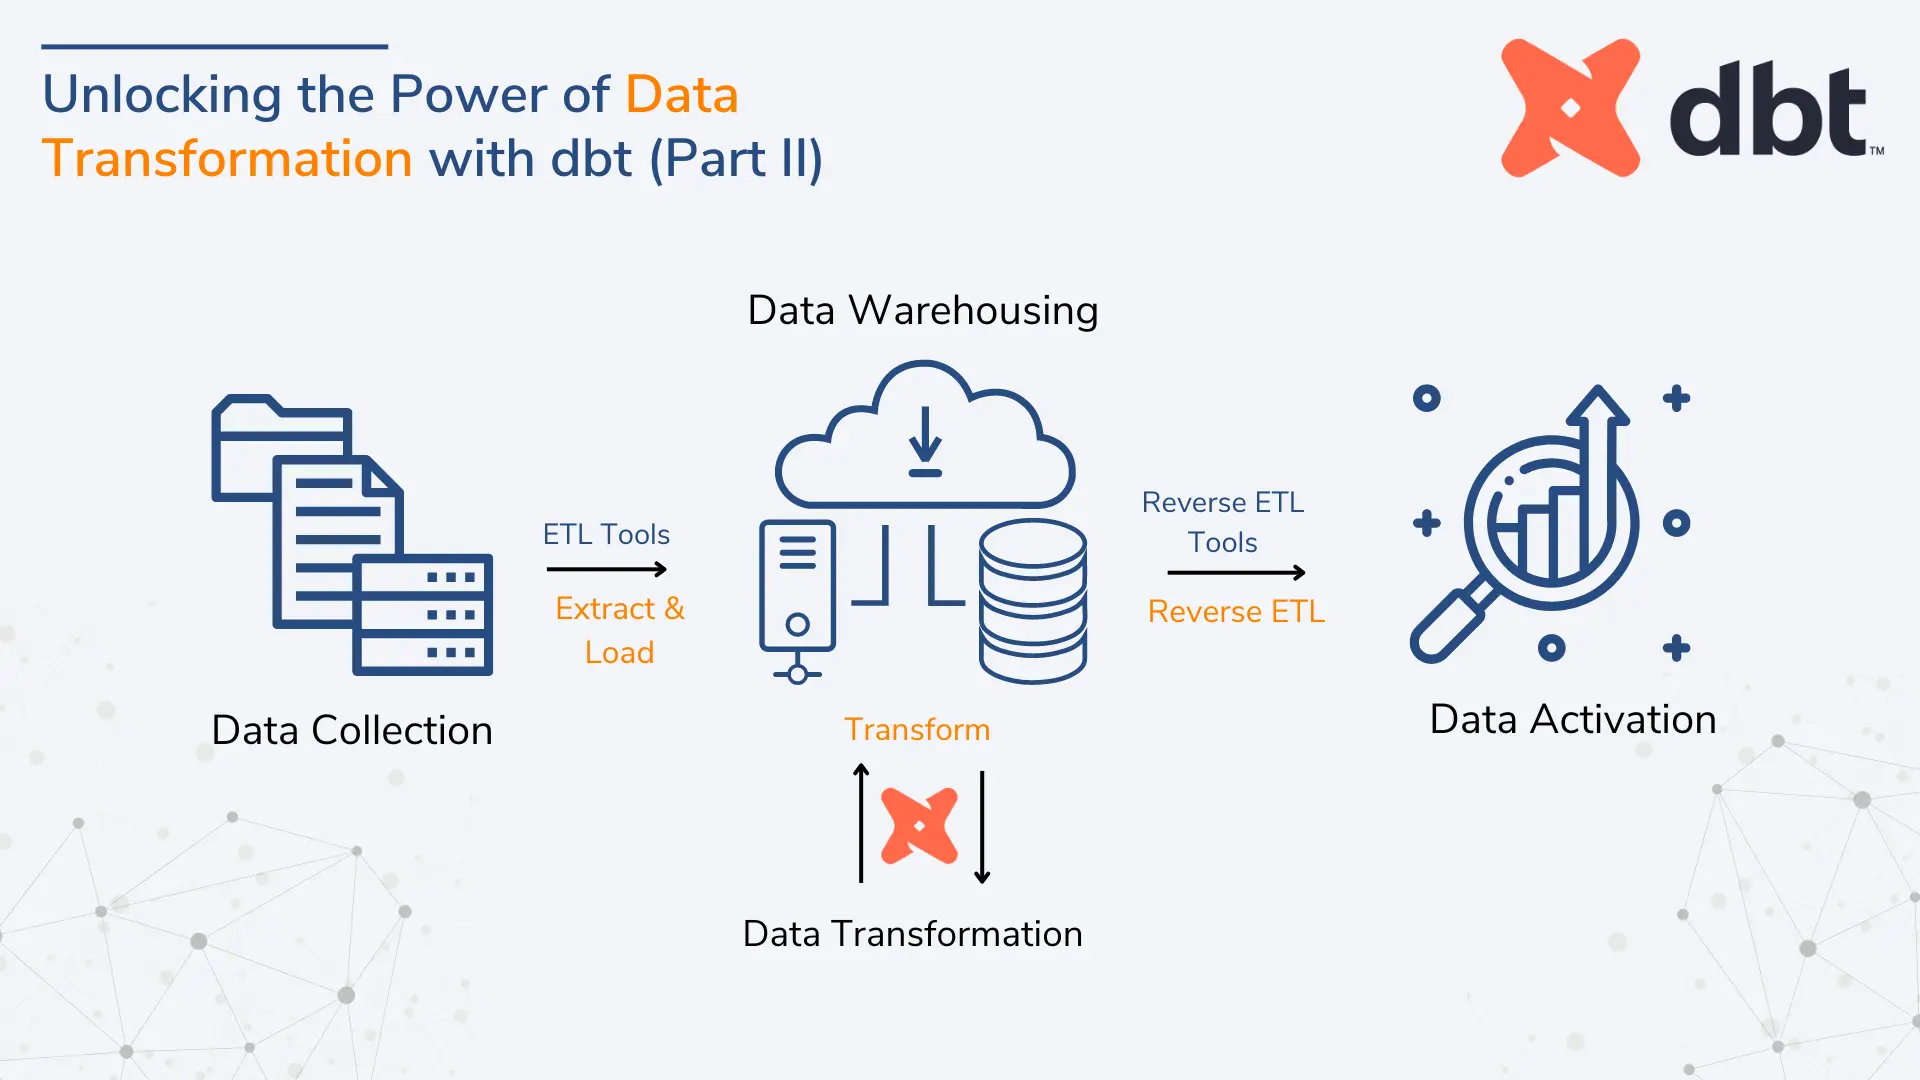 Unlocking the Power of Data
Transformation with dbt (Part II)
dbt™
Data Warehousing
ETL Tools
Extract &
Load
Reverse ETL
Tools
Reverse ETL
Data Collection
Transform
Data Activation
Data Transformation